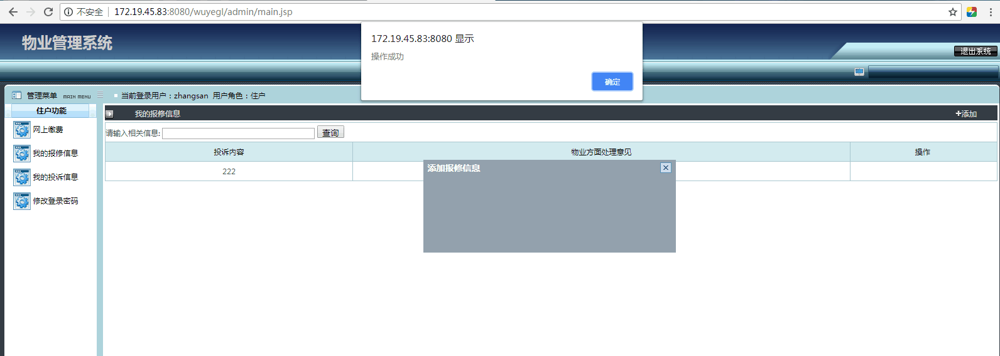 不安全 172.19.45.83:8080/wuyegl/admin/main.jsp
172.19.45.83:8080 显示
操作成功
确定
物业管理系统
退出系统
管理菜单 MAIN MENU
当前登录用户：zhangsan 用户角色：住户
住户功能
网上缴费
我的报修信息
我的投诉信息
修改登录密码
我的报修信息
添加
请输入相关信息:
查询
投诉内容 物业方面处理意见 操作
222
添加报修信息